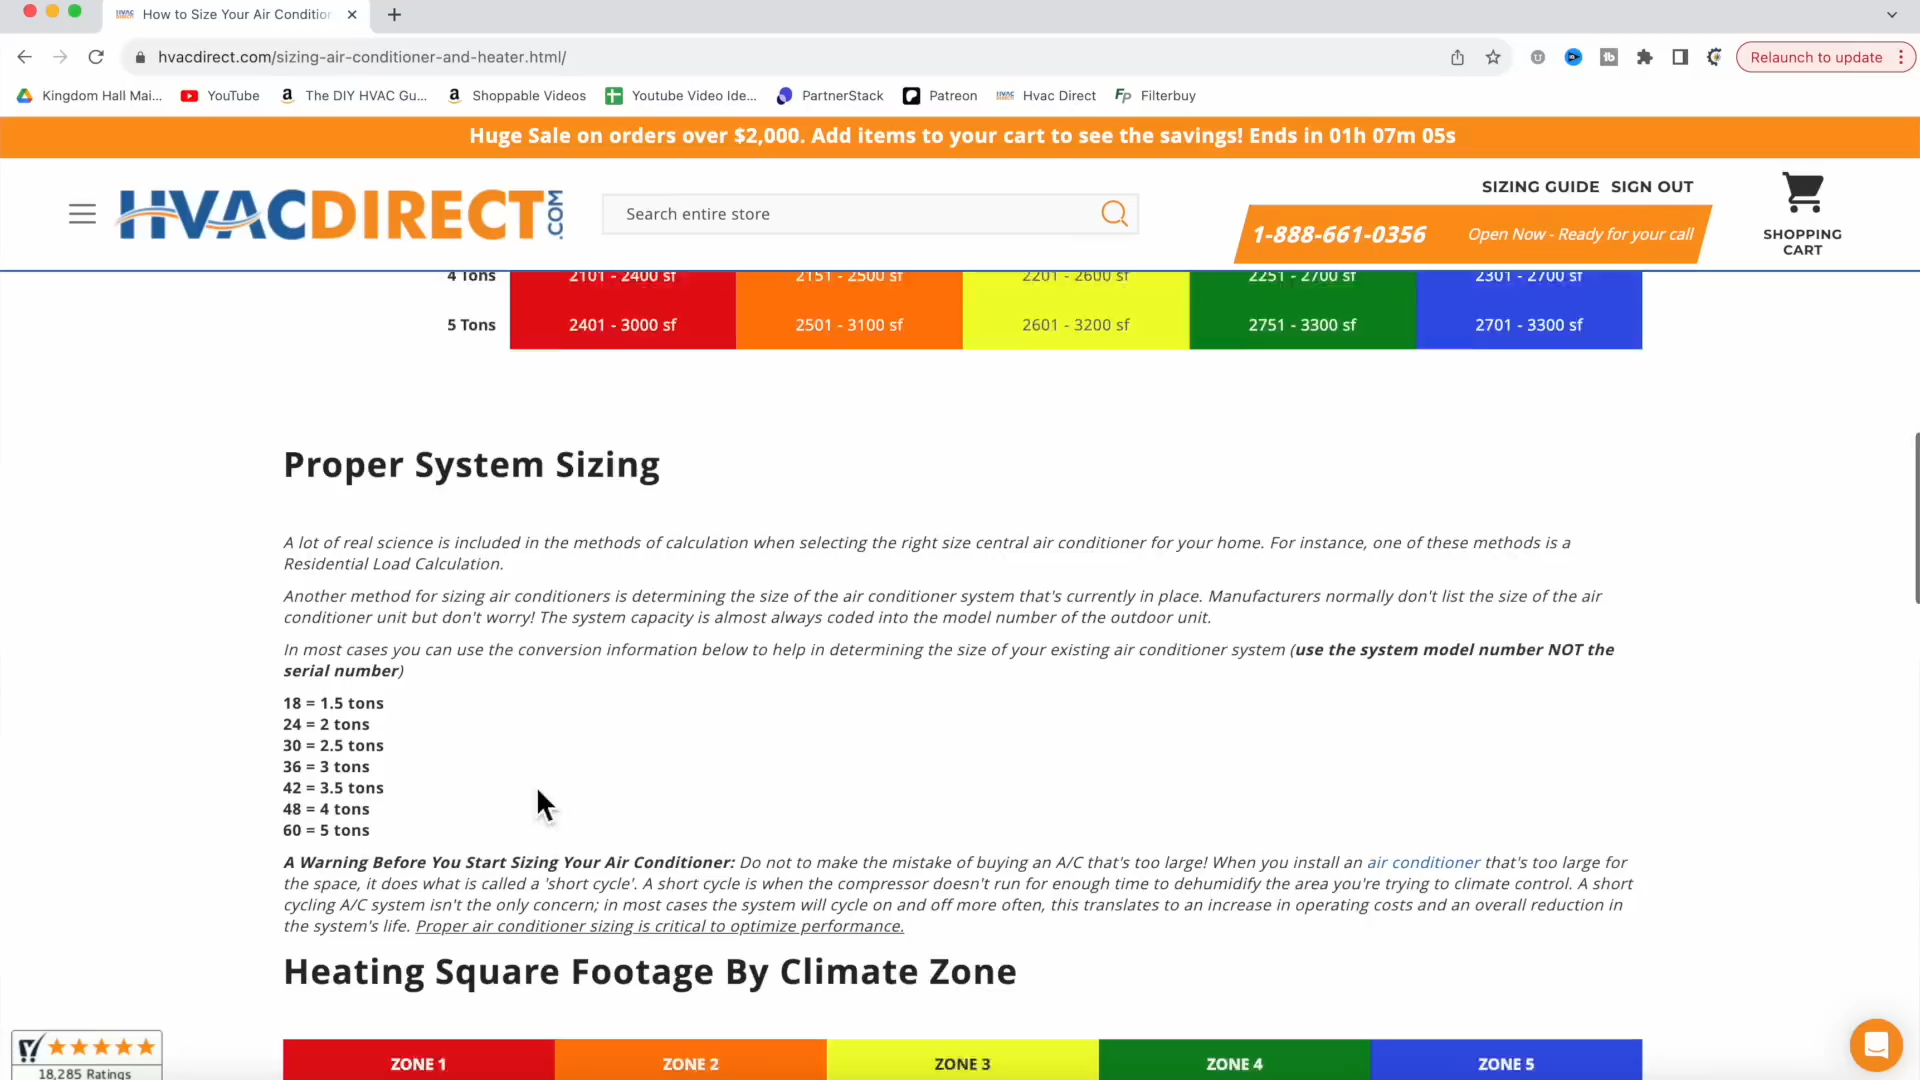 How to Size Your Air Condition
hvacdirect.com/sizing-air-conditioner-and-heater.html/
Relaunch to update
Kingdom Hall Mai... YouTube The DIY HVAC Gu... Shoppable Videos Youtube Video Ide... PartnerStack Patreon Hvac Direct Filterbuy
Huge Sale on orders over $2,000. Add items to your cart to see the savings! Ends in 01h 07m 05s
SIZING GUIDE SIGN OUT
HVACDIRECT.COM
Search entire store
1-888-661-0356 Open Now - Ready for your call
SHOPPING
CART
4 Tons 2101 - 2400 sf 2151 - 2500 sf 2201 - 2600 sf 2251 - 2700 sf 2301 - 2700 sf
5 Tons 2401 - 3000 sf 2501 - 3100 sf 2601 - 3200 sf 2751 - 3300 sf 2701 - 3300 sf
Proper System Sizing
A lot of real science is included in the methods of calculation when selecting the right size central air conditioner for your home. For instance, one of these methods is a
Residential Load Calculation.
Another method for sizing air conditioners is determining the size of the air conditioner system that's currently in place. Manufacturers normally don't list the size of the air
conditioner unit but don't worry! The system capacity is almost always coded into the model number of the outdoor unit.
In most cases you can use the conversion information below to help in determining the size of your existing air conditioner system (use the system model number NOT the
serial number)
18 = 1.5 tons
24 = 2 tons
30 = 2.5 tons
36 = 3 tons
42 = 3.5 tons
48 = 4 tons
60 = 5 tons
A Warning Before You Start Sizing Your Air Conditioner: Do not to make the mistake of buying an A/C that's too large! When you install an air conditioner that's too large for
the space, it does what is called a 'short cycle'. A short cycle is when the compressor doesn't run for enough time to dehumidify the area you're trying to climate control. A short
cycling A/C system isn't the only concern; in most cases the system will cycle on and off more often, this translates to an increase in operating costs and an overall reduction in
the system's life. Proper air conditioner sizing is critical to optimize performance.
Heating Square Footage By Climate Zone
ZONE 1 ZONE 2 ZONE 3 ZONE 4 ZONE 5
18,285 Ratings